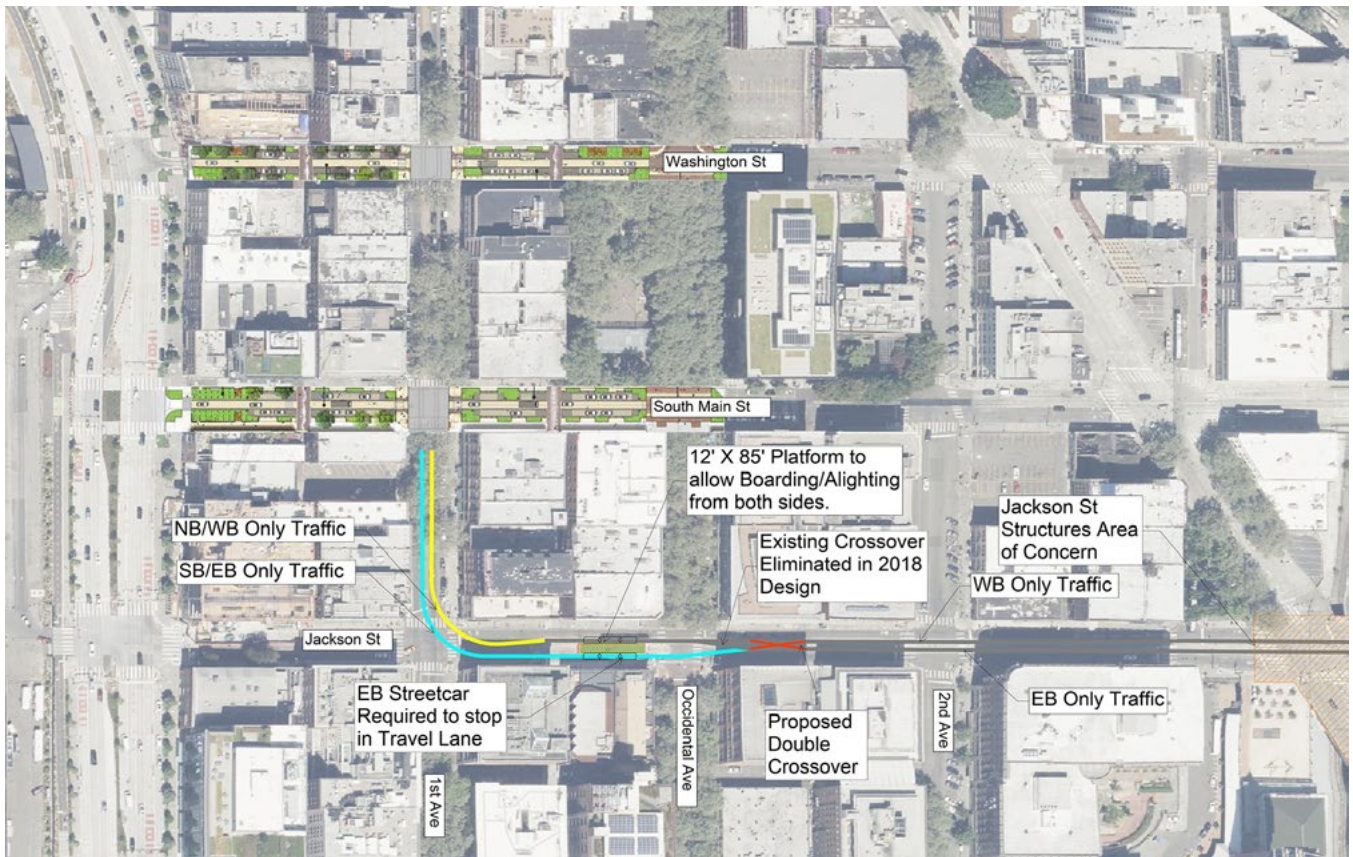 Washington St
South Main St
12' X 85' Platform to
allow Boarding/Alighting
from both sides.
Jackson St
Structures Area
of Concern
NB/WB Only Traffic
Existing Crossover
Eliminated in 2018
Design
SB/EB Only Traffic
WB Only Traffic
Jackson St
EB Streetcar
Required to stop
in Travel Lane
1st Ave
Occidental Ave
Proposed
Double
Crossover
2nd Ave
EB Only Traffic